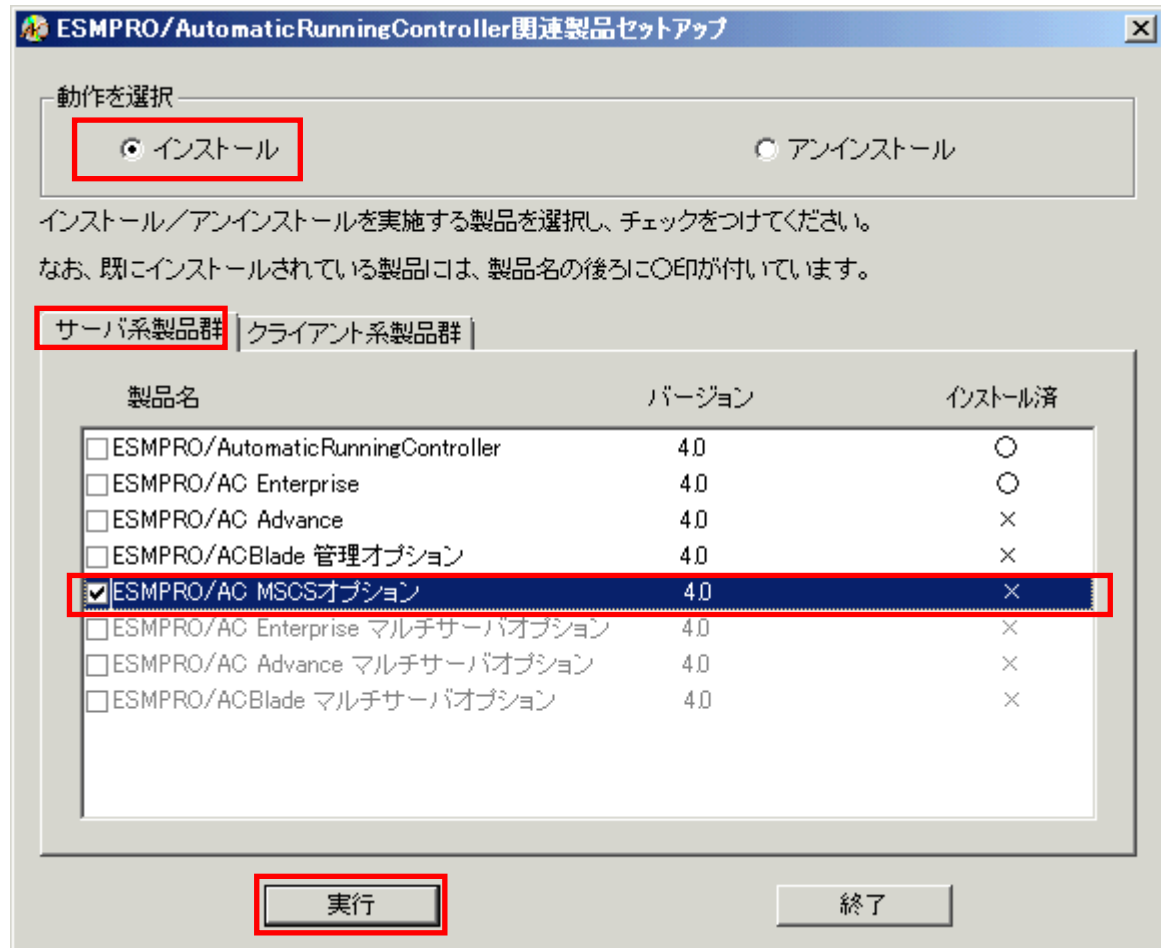 ESMPRO/AutomaticRunningController関連製品セットアップ
動作を選択
インストール アンインストール
インストール／アンインストールを実施する製品を選択し、チェックをつけてください。
なお、既にインストールされている製品には、製品名の後ろに〇印が付いています。
サーバ系製品群 クライアント系製品群
製品名 バージョン インストール済
ESMPRO/AutomaticRunningController 4.0 〇
ESMPRO/AC Enterprise 4.0 〇
ESMPRO/AC Advance 4.0 ×
ESMPRO/ACBlade 管理オプション 4.0 ×
ESMPRO/AC MSCSオプション 4.0 ×
ESMPRO/AC Enterprise マルチサーバオプション 4.0 ×
ESMPRO/AC Advance マルチサーバオプション 4.0 ×
ESMPRO/ACBlade マルチサーバオプション 4.0 ×
実行 終了